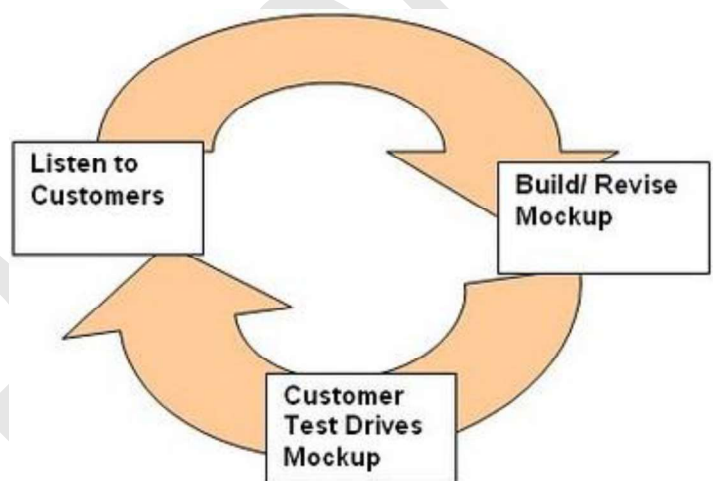 Listen to
Customers
Build/ Revise
Mockup
Customer
Test Drives
Mockup